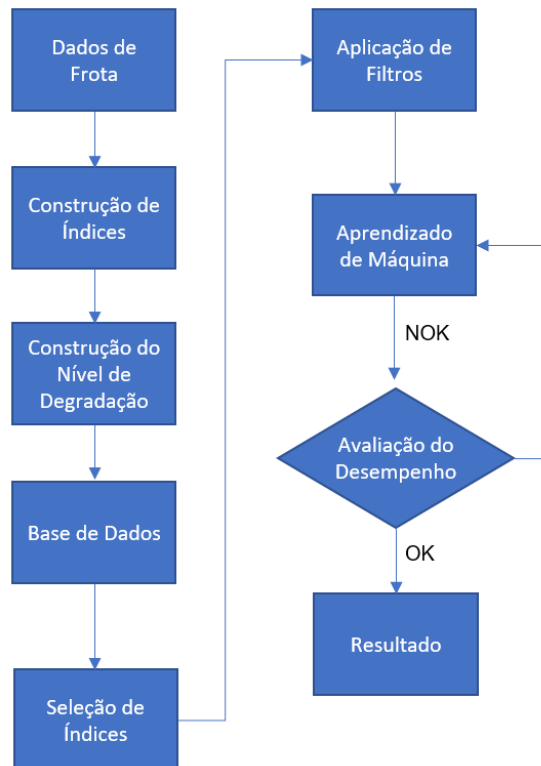 Dados de
Frota
Construção de
Índices
Construção do
Nível de
Degradação
Base de Dados
Seleção de
Índices
Aplicação de
Filtros
Aprendizado
de Máquina
NOK
Avaliação do
Desempenho
OK
Resultado